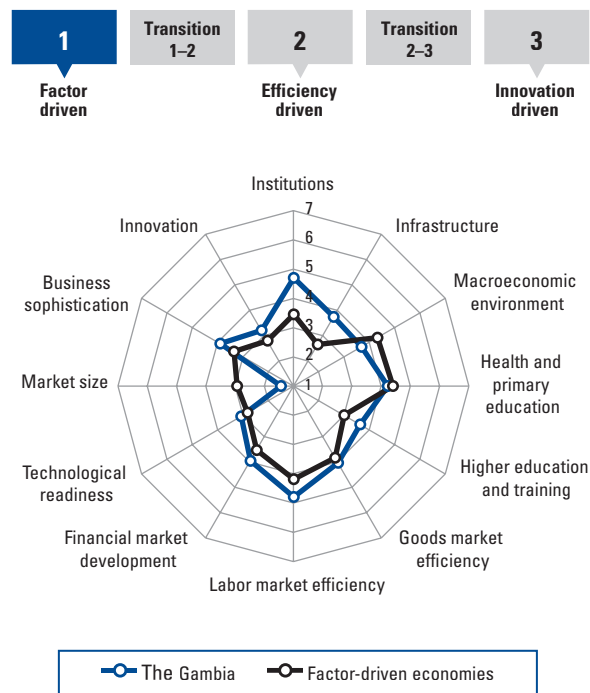 1
Transition
1–2
2
Transition
2–3
3
Factor
driven
Efficiency
driven
Innovation
driven
Institutions
Innovation
Infrastructure
Business
sophistication
Macroeconomic
environment
Market size
Health and
primary
education
Technological
readiness
Higher education
and training
Financial market
development
Goods market
efficiency
Labor market efficiency
7
6
5
4
3
2
1
The Gambia
Factor-driven economies